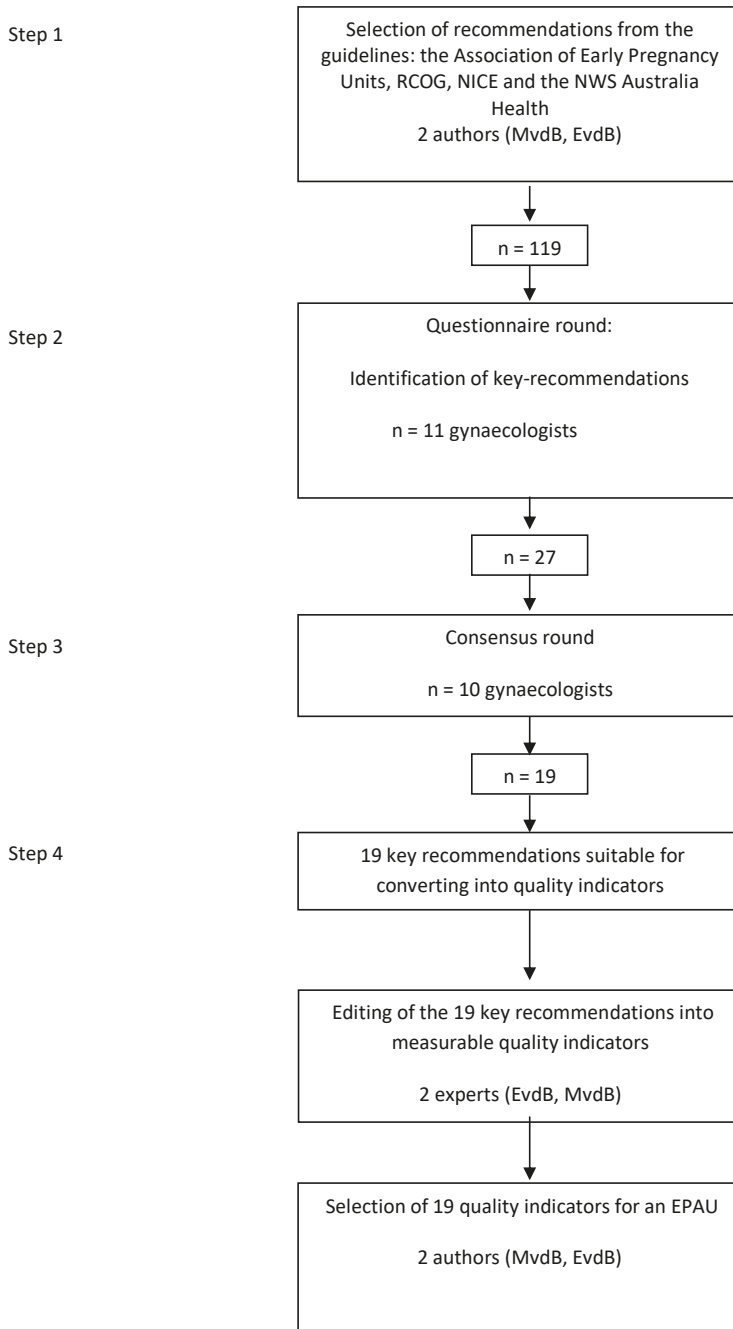 Step 1
Selection of recommendations from the
guidelines: the Association of Early Pregnancy
Units, RCOG, NICE and the NWS Australia
Health
2 authors (MvdB, EvdB)
n = 119
Step 2
Questionnaire round:
Identification of key-recommendations
n = 11 gynaecologists
n = 27
Step 3
Consensus round
n = 10 gynaecologists
n = 19
Step 4
19 key recommendations suitable for
converting into quality indicators
Editing of the 19 key recommendations into
measurable quality indicators
2 experts (EvdB, MvdB)
Selection of 19 quality indicators for an EPAU
2 authors (MvdB, EvdB)